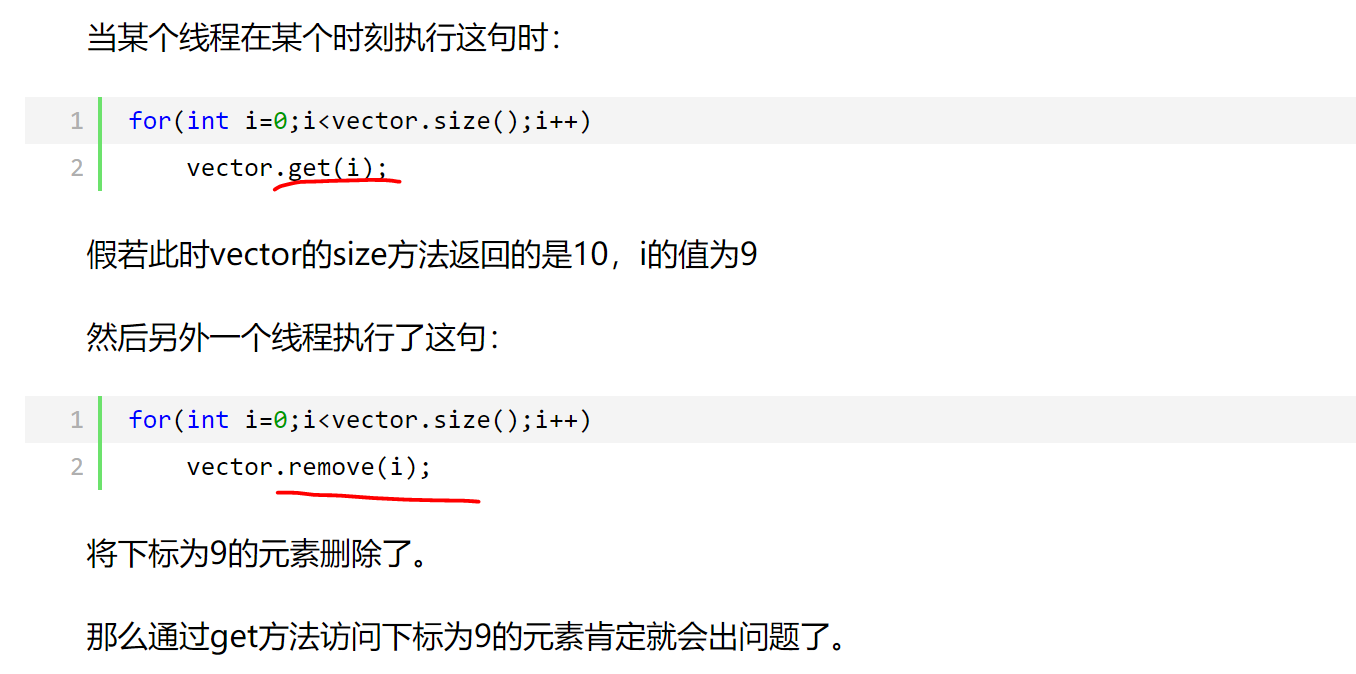 当某个线程在某个时刻执行这句时：
1 for(int i=0;i<vector.size();i++)
2     vector.get(i);
假若此时vector的size方法返回的是10，i的值为9
然后另外一个线程执行了这句：
1 for(int i=0;i<vector.size();i++)
2     vector.remove(i);
将下标为9的元素删除了。
那么通过get方法访问下标为9的元素肯定就会出问题了。